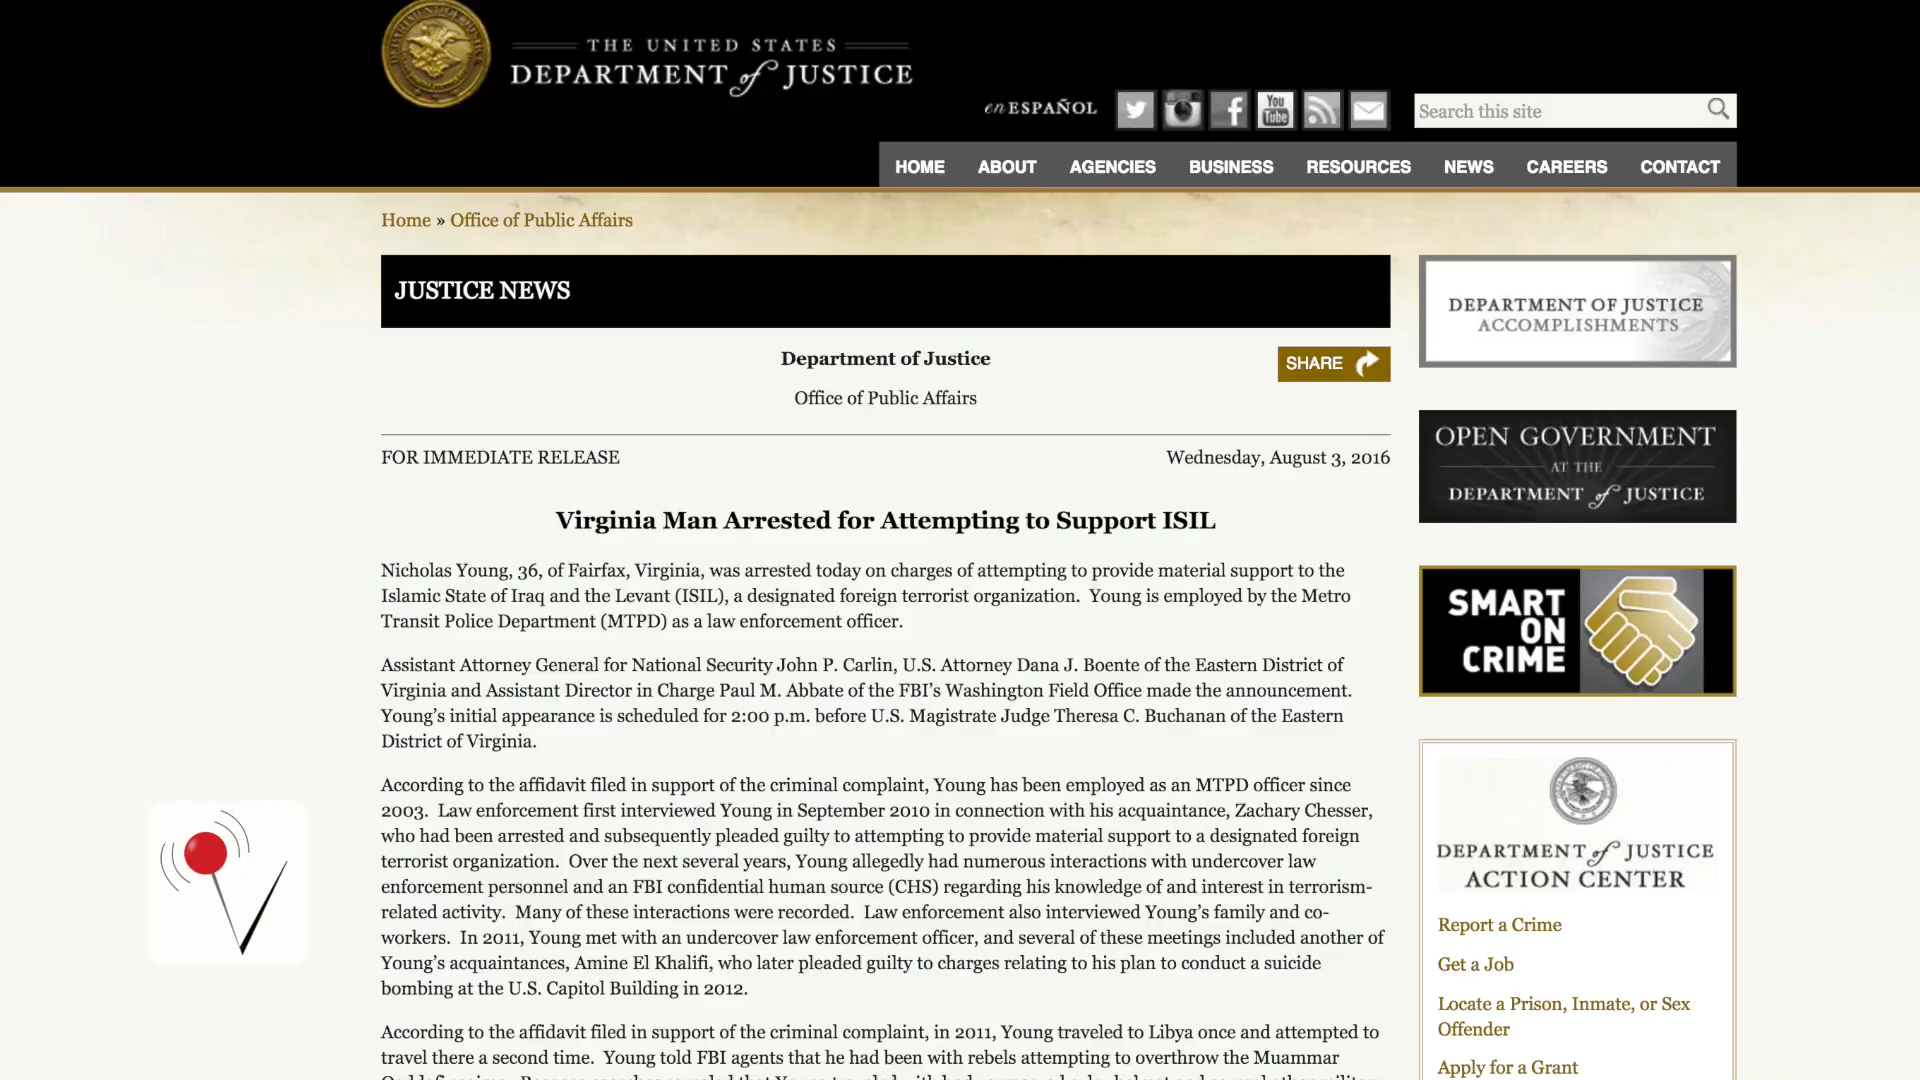 THE UNITED STATES
DEPARTMENT of JUSTICE
en ESPAÑOL
You
Tube
Search this site
HOME ABOUT AGENCIES BUSINESS RESOURCES NEWS CAREERS CONTACT
Home » Office of Public Affairs
JUSTICE NEWS
Department of Justice
SHARE
Office of Public Affairs
FOR IMMEDIATE RELEASE
Wednesday, August 3, 2016
Virginia Man Arrested for Attempting to Support ISIL
Nicholas Young, 36, of Fairfax, Virginia, was arrested today on charges of attempting to provide material support to the
Islamic State of Iraq and the Levant (ISIL), a designated foreign terrorist organization.  Young is employed by the Metro
Transit Police Department (MTPD) as a law enforcement officer.
Assistant Attorney General for National Security John P. Carlin, U.S. Attorney Dana J. Boente of the Eastern District of
Virginia and Assistant Director in Charge Paul M. Abbate of the FBI’s Washington Field Office made the announcement.
Young’s initial appearance is scheduled for 2:00 p.m. before U.S. Magistrate Judge Theresa C. Buchanan of the Eastern
District of Virginia.
According to the affidavit filed in support of the criminal complaint, Young has been employed as an MTPD officer since
2003.  Law enforcement first interviewed Young in September 2010 in connection with his acquaintance, Zachary Chesser,
who had been arrested and subsequently pleaded guilty to attempting to provide material support to a designated foreign
terrorist organization.  Over the next several years, Young allegedly had numerous interactions with undercover law
enforcement personnel and an FBI confidential human source (CHS) regarding his knowledge of and interest in terrorism-
related activity.  Many of these interactions were recorded.  Law enforcement also interviewed Young’s family and co-
workers.  In 2011, Young met with an undercover law enforcement officer, and several of these meetings included another of
Young’s acquaintances, Amine El Khalifi, who later pleaded guilty to charges relating to his plan to conduct a suicide
bombing at the U.S. Capitol Building in 2012.
According to the affidavit filed in support of the criminal complaint, in 2011, Young traveled to Libya once and attempted to
travel there a second time.  Young told FBI agents that he had been with rebels attempting to overthrow the Muammar
DEPARTMENT OF JUSTICE
ACCOMPLISHMENTS
OPEN GOVERNMENT
AT THE
DEPARTMENT of JUSTICE
SMART
ON
CRIME
DEPARTMENT of JUSTICE
ACTION CENTER
Report a Crime
Get a Job
Locate a Prison, Inmate, or Sex
Offender
Apply for a Grant